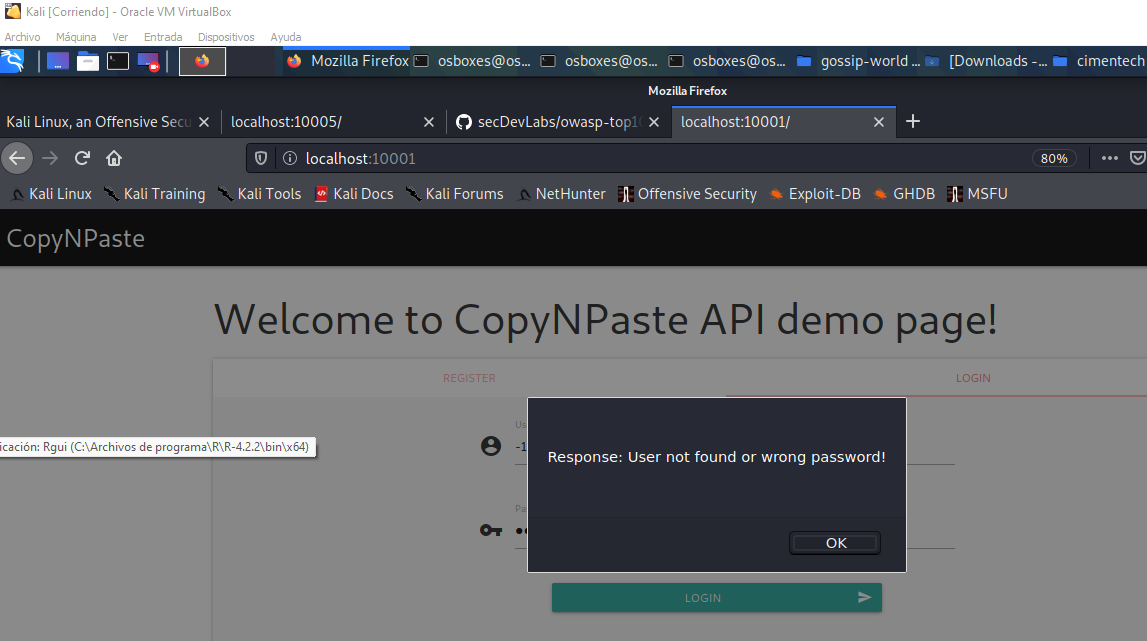 Kali [Corriendo] - Oracle VM VirtualBox
Archivo Máquina Ver Entrada Dispositivos Ayuda
Mozilla Firefox osboxes@os... osboxes@os... osboxes@os... gossip-world ... [Downloads -... cimentech
Mozilla Firefox
Kali Linux, an Offensive Secu localhost:10005/ secDevLabs/owasp-top10 localhost:10001/
localhost:10001 80%
Kali Linux Kali Training Kali Tools Kali Docs Kali Forums NetHunter Offensive Security Exploit-DB GHDB MSFU
CopyNPaste
Welcome to CopyNPaste API demo page!
REGISTER LOGIN
Us
icación: Rgui (C:\Archivos de programa\R\R-4.2.2\bin\x64)
-1
Response: User not found or wrong password!
Pa
OK
LOGIN